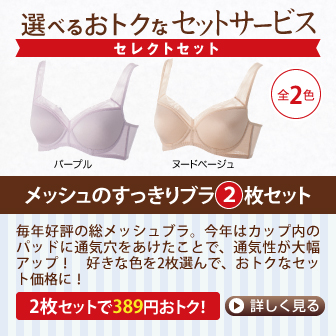 選べるおトクなセットサービス
セレクトセット
全2色
パープル
ヌードベージュ
メッシュのすっきりブラ2枚セット
毎年好評の総メッシュブラ。今年はカップ内の
パッドに通気穴をあけたことで、通気性が大幅
アップ！　好きな色を2枚選んで、おトクなセッ
ト価格に！
2枚セットで389円おトク!
詳しく見る